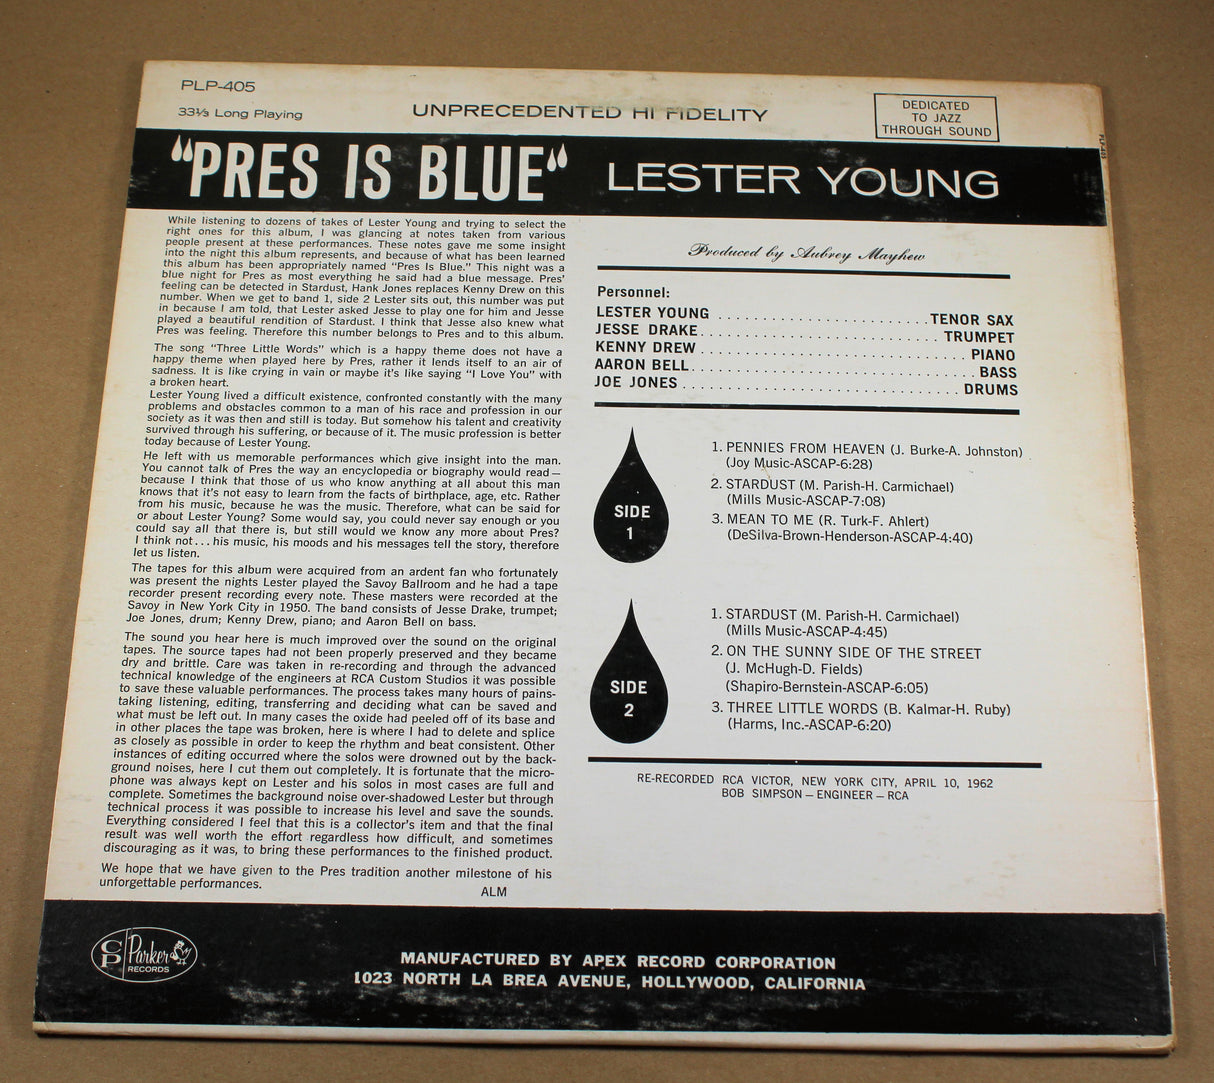 PLP-405
33⅓ Long Playing
UNPRECEDENTED HI FIDELITY
DEDICATED
TO JAZZ
THROUGH SOUND
PLP-405
"PRES IS BLUE" LESTER YOUNG
While listening to dozens of takes of Lester Young and trying to select the
right ones for this album, I was glancing at notes taken from various
people present at these performances. These notes gave me some insight
into the night this album represents, and because of what has been learned
this album has been appropriately named "Pres Is Blue." This night was a
blue night for Pres as most everything he said had a blue message. Pres'
feeling can be detected in Stardust, Hank Jones replaces Kenny Drew on this
number. When we get to band 1, side 2 Lester sits out, this number was put
in because I am told, that Lester asked Jesse to play one for him and Jesse
played a beautiful rendition of Stardust. I think that Jesse also knew what
Pres was feeling. Therefore this number belongs to Pres and to this album.
The song "Three Little Words" which is a happy theme does not have a
happy theme when played here by Pres, rather it lends itself to an air of
sadness. It is like crying in vain or maybe it's like saying "I Love You" with
a broken heart.
Lester Young lived a difficult existence, confronted constantly with the many
problems and obstacles common to a man of his race and profession in our
society as it was then and still is today. But somehow his talent and creativity
survived through his suffering, or because of it. The music profession is better
today because of Lester Young.
He left with us memorable performances which give insight into the man.
You cannot talk of Pres the way an encyclopedia or biography would read —
because I think that those of us who know anything at all about this man
knows that it's not easy to learn from the facts of birthplace, age, etc. Rather
from his music, because he was the music. Therefore, what can be said for
or about Lester Young? Some would say, you could never say enough or you
could say all that there is, but still would we know any more about Pres?
I think not... his music, his moods and his messages tell the story, therefore
let us listen.
The tapes for this album were acquired from an ardent fan who fortunately
was present the nights Lester played the Savoy Ballroom and he had a tape
recorder present recording every note. These masters were recorded at the
Savoy in New York City in 1950. The band consists of Jesse Drake, trumpet;
Joe Jones, drum; Kenny Drew, piano; and Aaron Bell on bass.
The sound you hear here is much improved over the sound on the original
tapes. The source tapes had not been properly preserved and they became
dry and brittle. Care was taken in re-recording and through the advanced
technical knowledge of the engineers at RCA Custom Studios it was possible
to save these valuable performances. The process takes many hours of pains-
taking listening, editing, transferring and deciding what can be saved and
what must be left out. In many cases the oxide had peeled off of its base and
in other places the tape was broken, here is where I had to delete and splice
as closely as possible in order to keep the rhythm and beat consistent. Other
instances of editing occurred where the solos were drowned out by the back-
ground noises, here I cut them out completely. It is fortunate that the micro-
phone was always kept on Lester and his solos in most cases are full and
complete. Sometimes the background noise over-shadowed Lester but through
technical process it was possible to increase his level and save the sounds.
Everything considered I feel that this is a collector's item and that the final
result was well worth the effort regardless how difficult, and sometimes
discouraging as it was, to bring these performances to the finished product.
We hope that we have given to the Pres tradition another milestone of his
unforgettable performances.
ALM
Produced by Aubrey Mayhew
Personnel:
LESTER YOUNG ........................ TENOR SAX
JESSE DRAKE ........................ TRUMPET
KENNY DREW ........................ PIANO
AARON BELL ........................ BASS
JOE JONES ........................ DRUMS
SIDE
1
1. PENNIES FROM HEAVEN (J. Burke-A. Johnston)
(Joy Music-ASCAP-6:28)
2. STARDUST (M. Parish-H. Carmichael)
(Mills Music-ASCAP-7:08)
3. MEAN TO ME (R. Turk-F. Ahlert)
(DeSilva-Brown-Henderson-ASCAP-4:40)
SIDE
2
1. STARDUST (M. Parish-H. Carmichael)
(Mills Music-ASCAP-4:45)
2. ON THE SUNNY SIDE OF THE STREET
(J. McHugh-D. Fields)
(Shapiro-Bernstein-ASCAP-6:05)
3. THREE LITTLE WORDS (B. Kalmar-H. Ruby)
(Harms, Inc.-ASCAP-6:20)
RE-RECORDED RCA VICTOR, NEW YORK CITY, APRIL 10, 1962
BOB SIMPSON — ENGINEER — RCA
CP Parker
RECORDS
MANUFACTURED BY APEX RECORD CORPORATION
1023 NORTH LA BREA AVENUE, HOLLYWOOD, CALIFORNIA